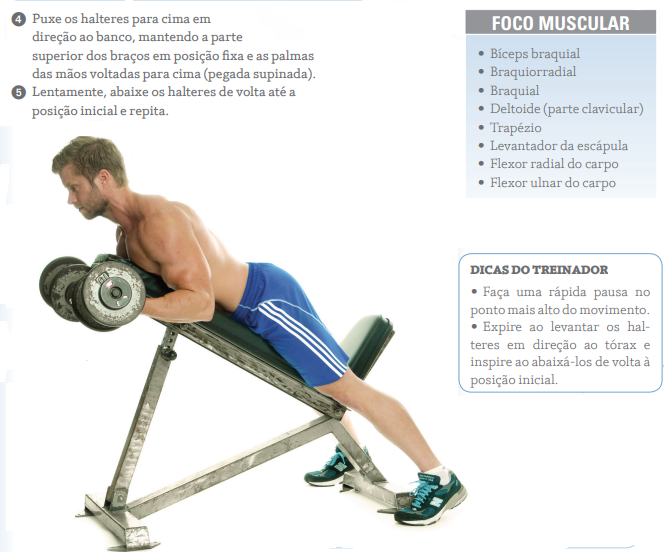 4 Puxe os halteres para cima em
direção ao banco, mantendo a parte
superior dos braços em posição fixa e as palmas
das mãos voltadas para cima (pegada supinada).
5 Lentamente, abaixe os halteres de volta até a
posição inicial e repita.
FOCO MUSCULAR
• Bíceps braquial
• Braquiorradial
• Braquial
• Deltoide (parte clavicular)
• Trapézio
• Levantador da escápula
• Flexor radial do carpo
• Flexor ulnar do carpo
DICAS DO TREINADOR
• Faça uma rápida pausa no
ponto mais alto do movimento.
• Expire ao levantar os hal-
teres em direção ao tórax e
inspire ao abaixá-los de volta à
posição inicial.